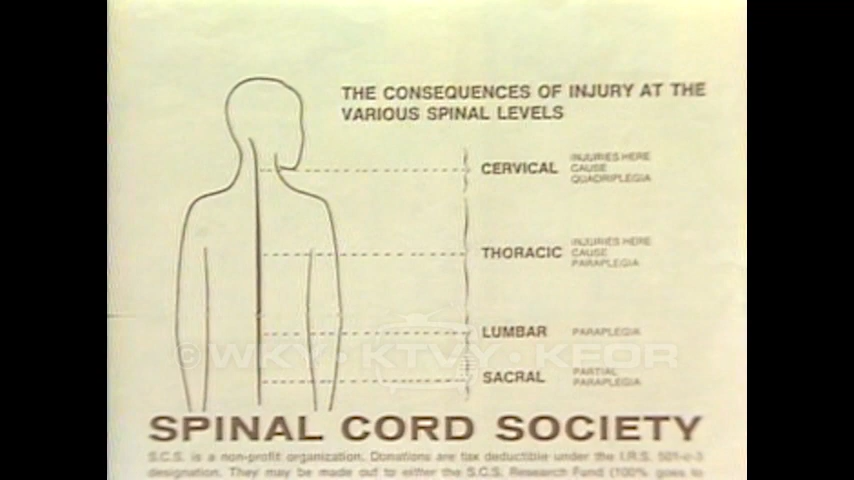 THE CONSEQUENCES OF INJURY AT THE
VARIOUS SPINAL LEVELS
CERVICAL
INJURIES HERE
CAUSE
QUADRIPLEGIA
THORACIC
INJURIES HERE
CAUSE
PARAPLEGIA
LUMBAR
PARAPLEGIA
© WKY • KTVY • KFOR
SACRAL
PARTIAL
PARAPLEGIA
SPINAL CORD SOCIETY
S.C.S. is a non-profit organization. Donations are tax deductible under the I.R.S. 501-c-3
designation. They may be made out to either the S.C.S. Research Fund (100% goes to